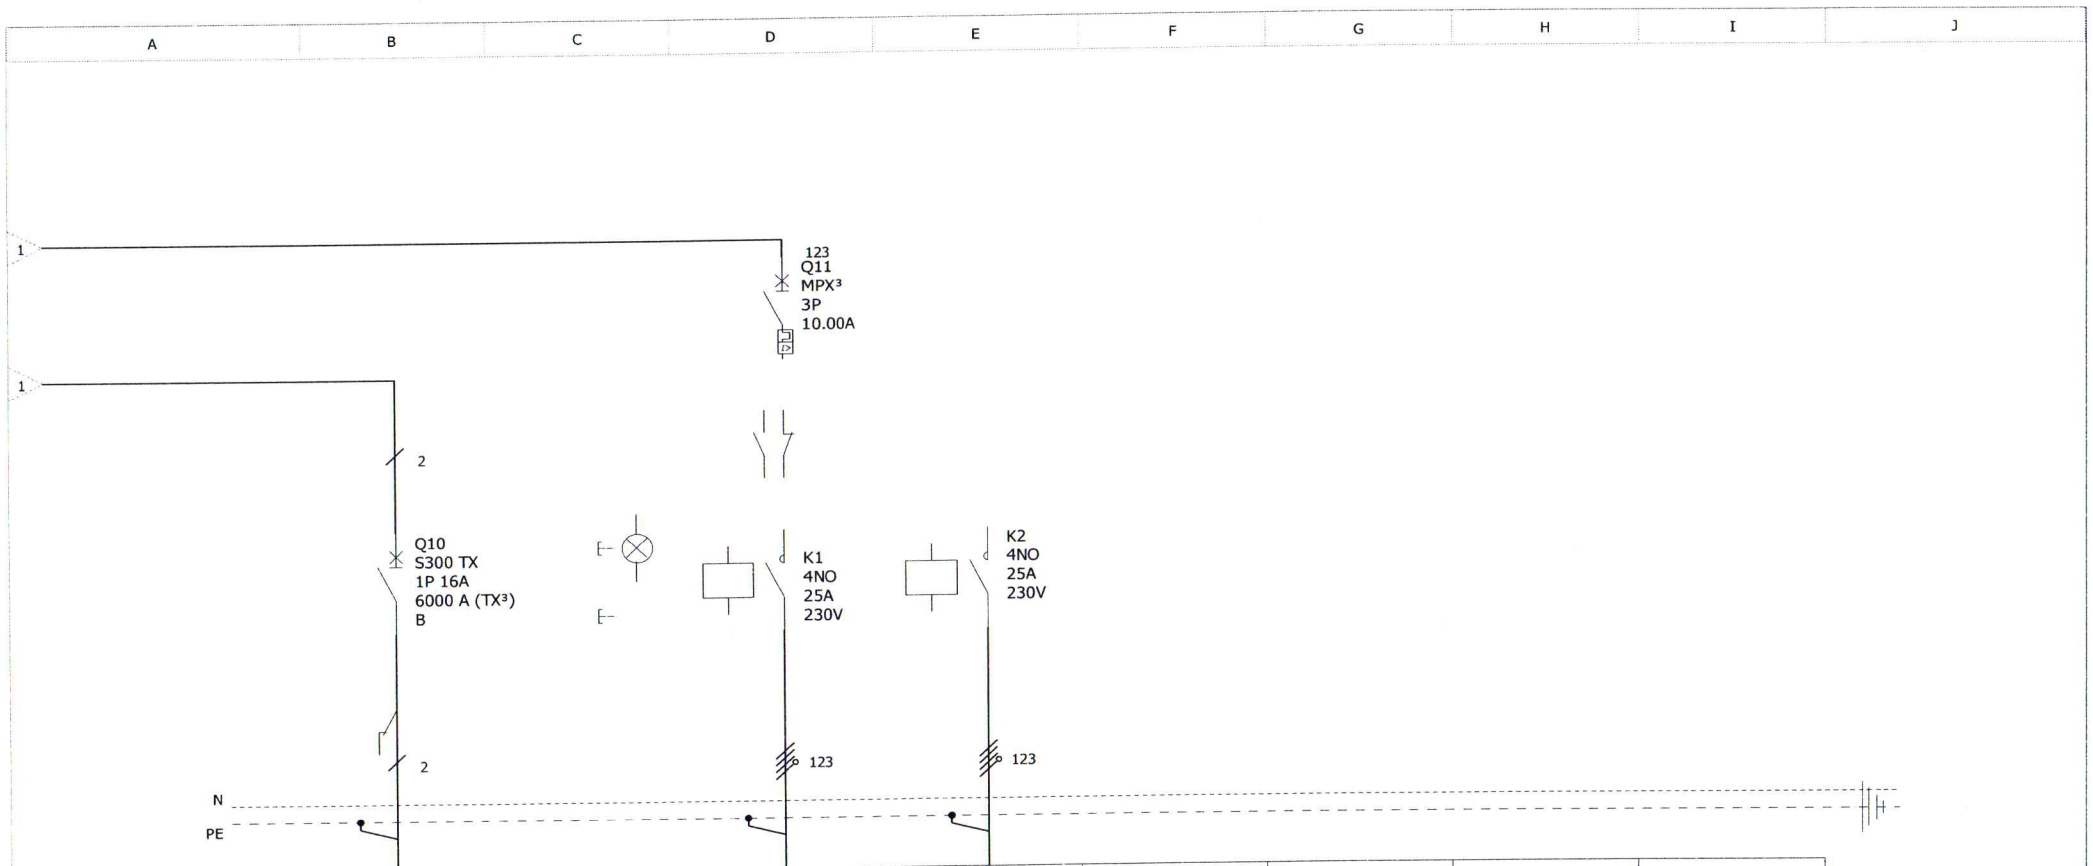 A B C D E F G H I J
1
123
Q11
MPX³
3P
10.00A
1
2
Q10
S300 TX
1P 16A
6000 A (TX³)
B
K1
4NO
25A
230V
K2
4NO
25A
230V
2
123
123
N
PE